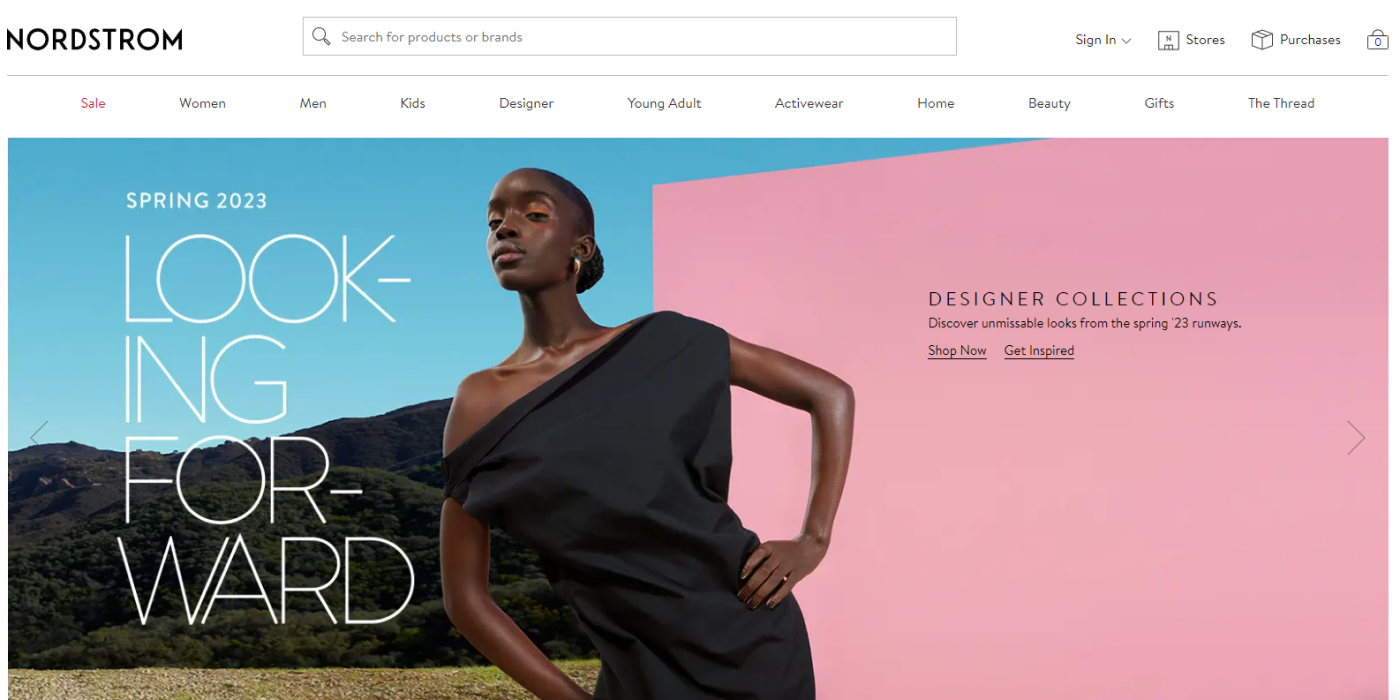 NORDSTROM
Search for products or brands
Sign In
N
Stores
Purchases
0
Sale
Women
Men
Kids
Designer
Young Adult
Activewear
Home
Beauty
Gifts
The Thread
SPRING 2023
LOOK-
ING
FOR-
WARD
DESIGNER COLLECTIONS
Discover unmissable looks from the spring '23 runways.
Shop Now Get Inspired